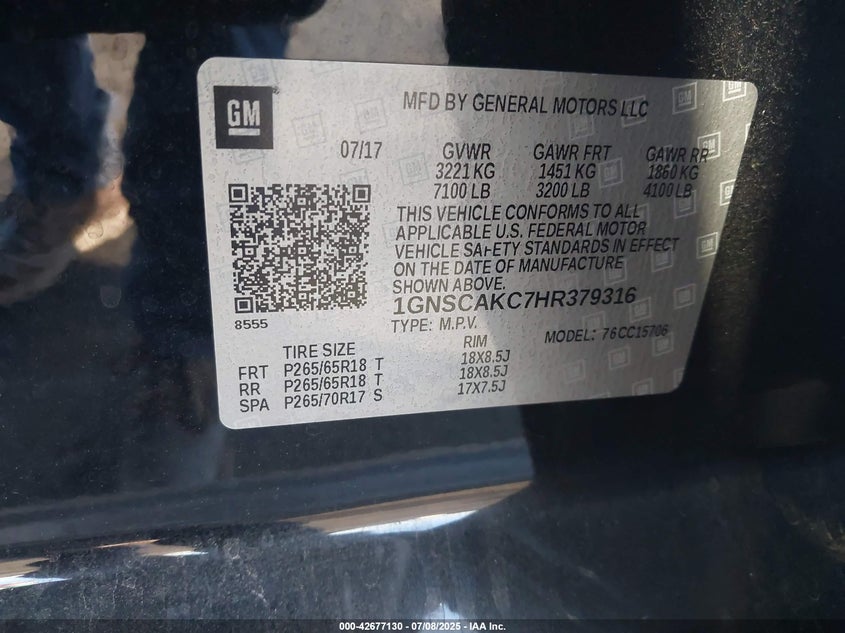 GM
MFD BY GENERAL MOTORS LLC
07/17 GVWR GAWR FRT GAWR RR
3221 KG 1451 KG 1860 KG
7100 LB 3200 LB 4100 LB
THIS VEHICLE CONFORMS TO ALL
APPLICABLE U.S. FEDERAL MOTOR
VEHICLE SAFETY STANDARDS IN EFFECT
ON THE DATE OF MANUFACTURE
SHOWN ABOVE.
1GNSCAKC7HR379316
8555
TYPE: M.P.V. MODEL: 76CC15706
TIRE SIZE RIM
FRT P265/65R18 T 18X8.5J
RR P265/65R18 T 18X8.5J
SPA P265/70R17 S 17X7.5J
000-42677130 - 07/08/2025 - IAA Inc.